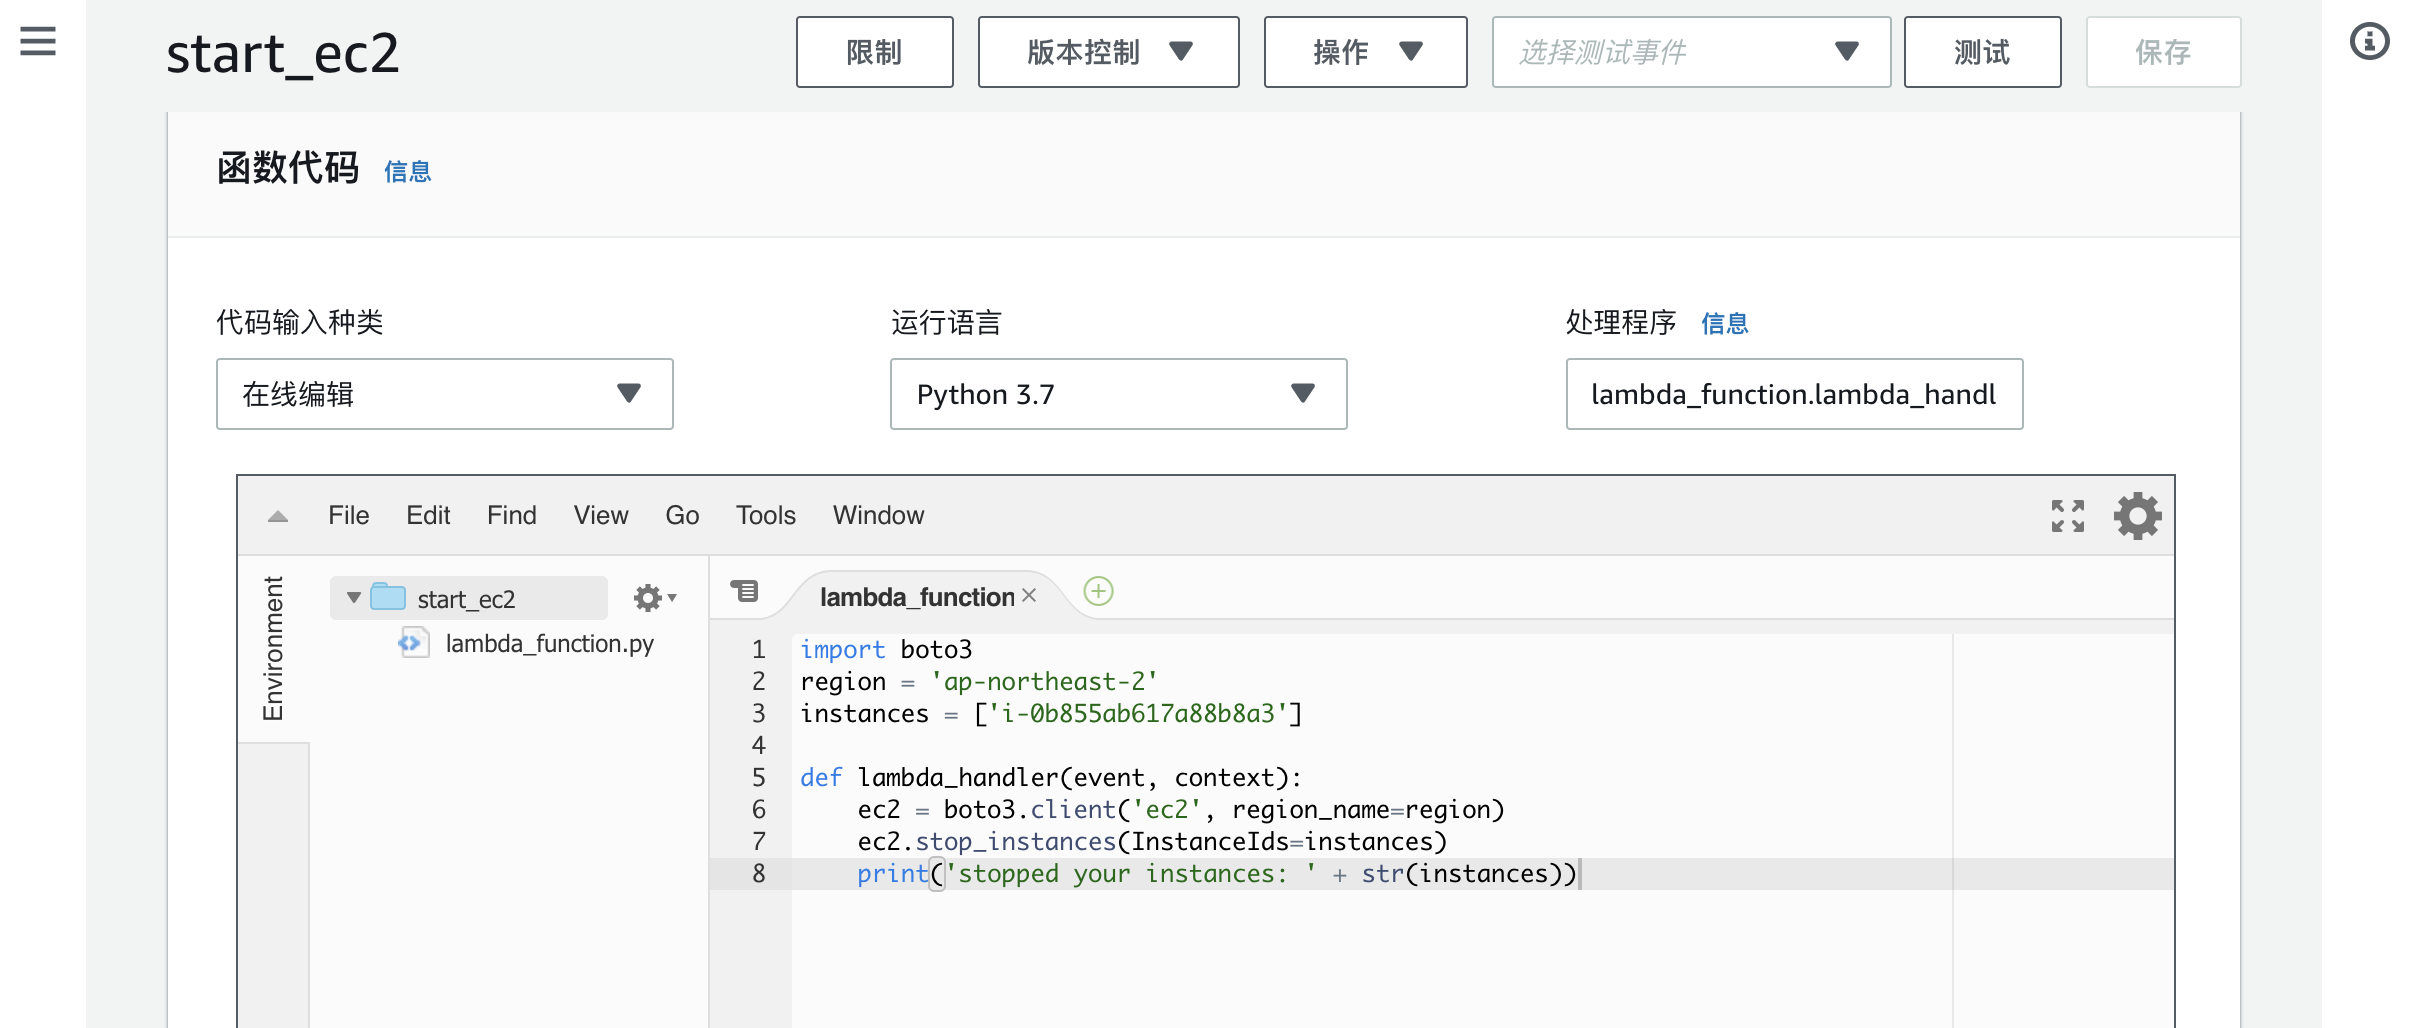 start_ec2
限制
版本控制
操作
选择测试事件
测试
保存
函数代码 信息
代码输入种类
运行语言
处理程序 信息
在线编辑
Python 3.7
lambda_function.lambda_handl
File Edit Find View Go Tools Window
Environment
start_ec2
lambda_function.py
lambda_function
1 import boto3
2 region = 'ap-northeast-2'
3 instances = ['i-0b855ab617a88b8a3']
4
5 def lambda_handler(event, context):
6     ec2 = boto3.client('ec2', region_name=region)
7     ec2.stop_instances(InstanceIds=instances)
8     print('stopped your instances: ' + str(instances))